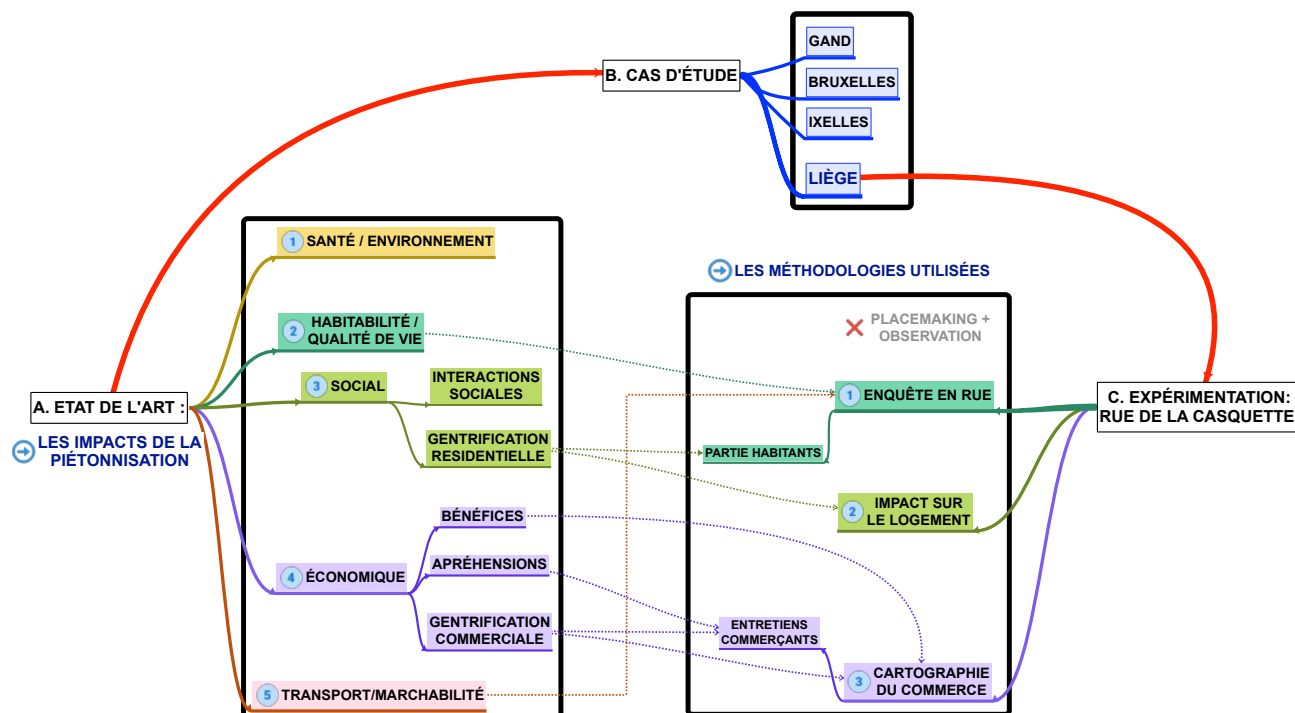 B. CAS D'ÉTUDE
GAND
BRUXELLES
IXELLES
LIÈGE
A. ETAT DE L'ART :
LES IMPACTS DE LA
PIÉTONNISATION
1 SANTÉ / ENVIRONNEMENT
2 HABITABILITÉ /
QUALITÉ DE VIE
3 SOCIAL
INTERACTIONS
SOCIALES
GENTRIFICATION
RESIDENTIELLE
4 ÉCONOMIQUE
BÉNÉFICES
APRÉHENSIONS
GENTRIFICATION
COMMERCIALE
5 TRANSPORT/MARCHABILITÉ
LES MÉTHODOLOGIES UTILISÉES
PLACEMAKING +
OBSERVATION
1 ENQUÊTE EN RUE
PARTIE HABITANTS
2 IMPACT SUR
LE LOGEMENT
ENTRETIENS
COMMERÇANTS
3 CARTOGRAPHIE
DU COMMERCE
C. EXPÉRIMENTATION:
RUE DE LA CASQUETTE